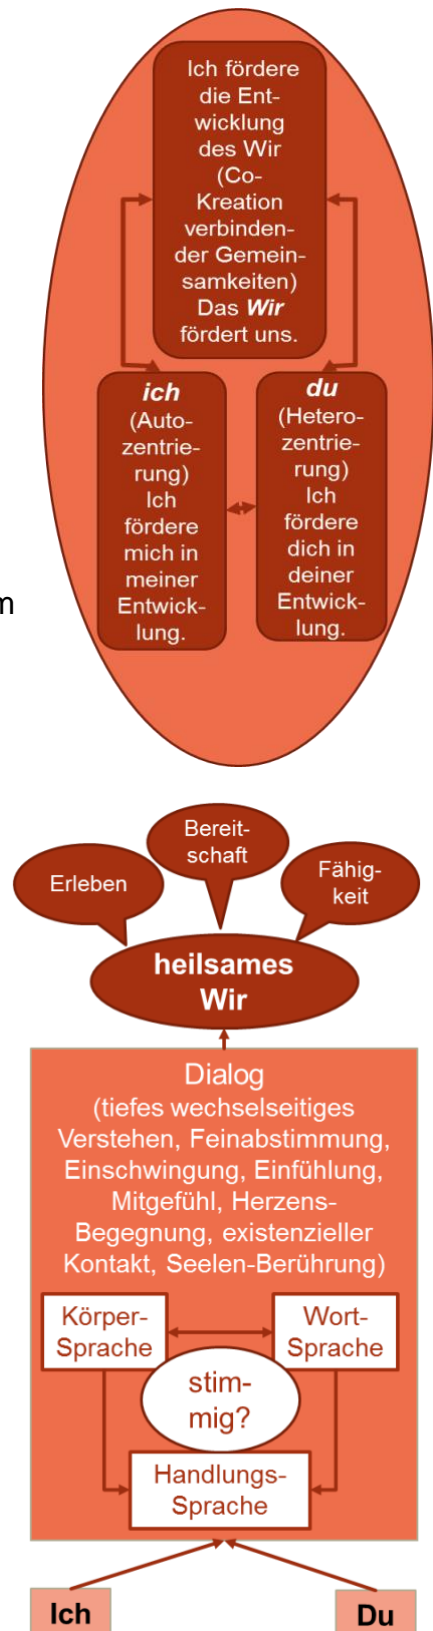 Ich fördere
die Ent-
wicklung
des Wir
(Co-
Kreation
verbinden-
der Gemein-
samkeiten)
Das Wir
fördert uns.
ich
(Auto-
zentrie-
rung)
Ich
fördere
mich in
meiner
Entwick-
lung.
du
(Hetero-
zentrie-
rung)
Ich
fördere
dich in
deiner
Entwick-
lung.
m
Bereit-
schaft
Erleben
Fähig-
keit
heilsames
Wir
Dialog
(tiefes wechselseitiges
Verstehen, Feinabstimmung,
Einschwingung, Einfühlung,
Mitgefühl, Herzens-
Begegnung, existenzieller
Kontakt, Seelen-Berührung)
Körper-
Sprache
Wort-
Sprache
stim-
mig?
Handlungs-
Sprache
Ich
Du